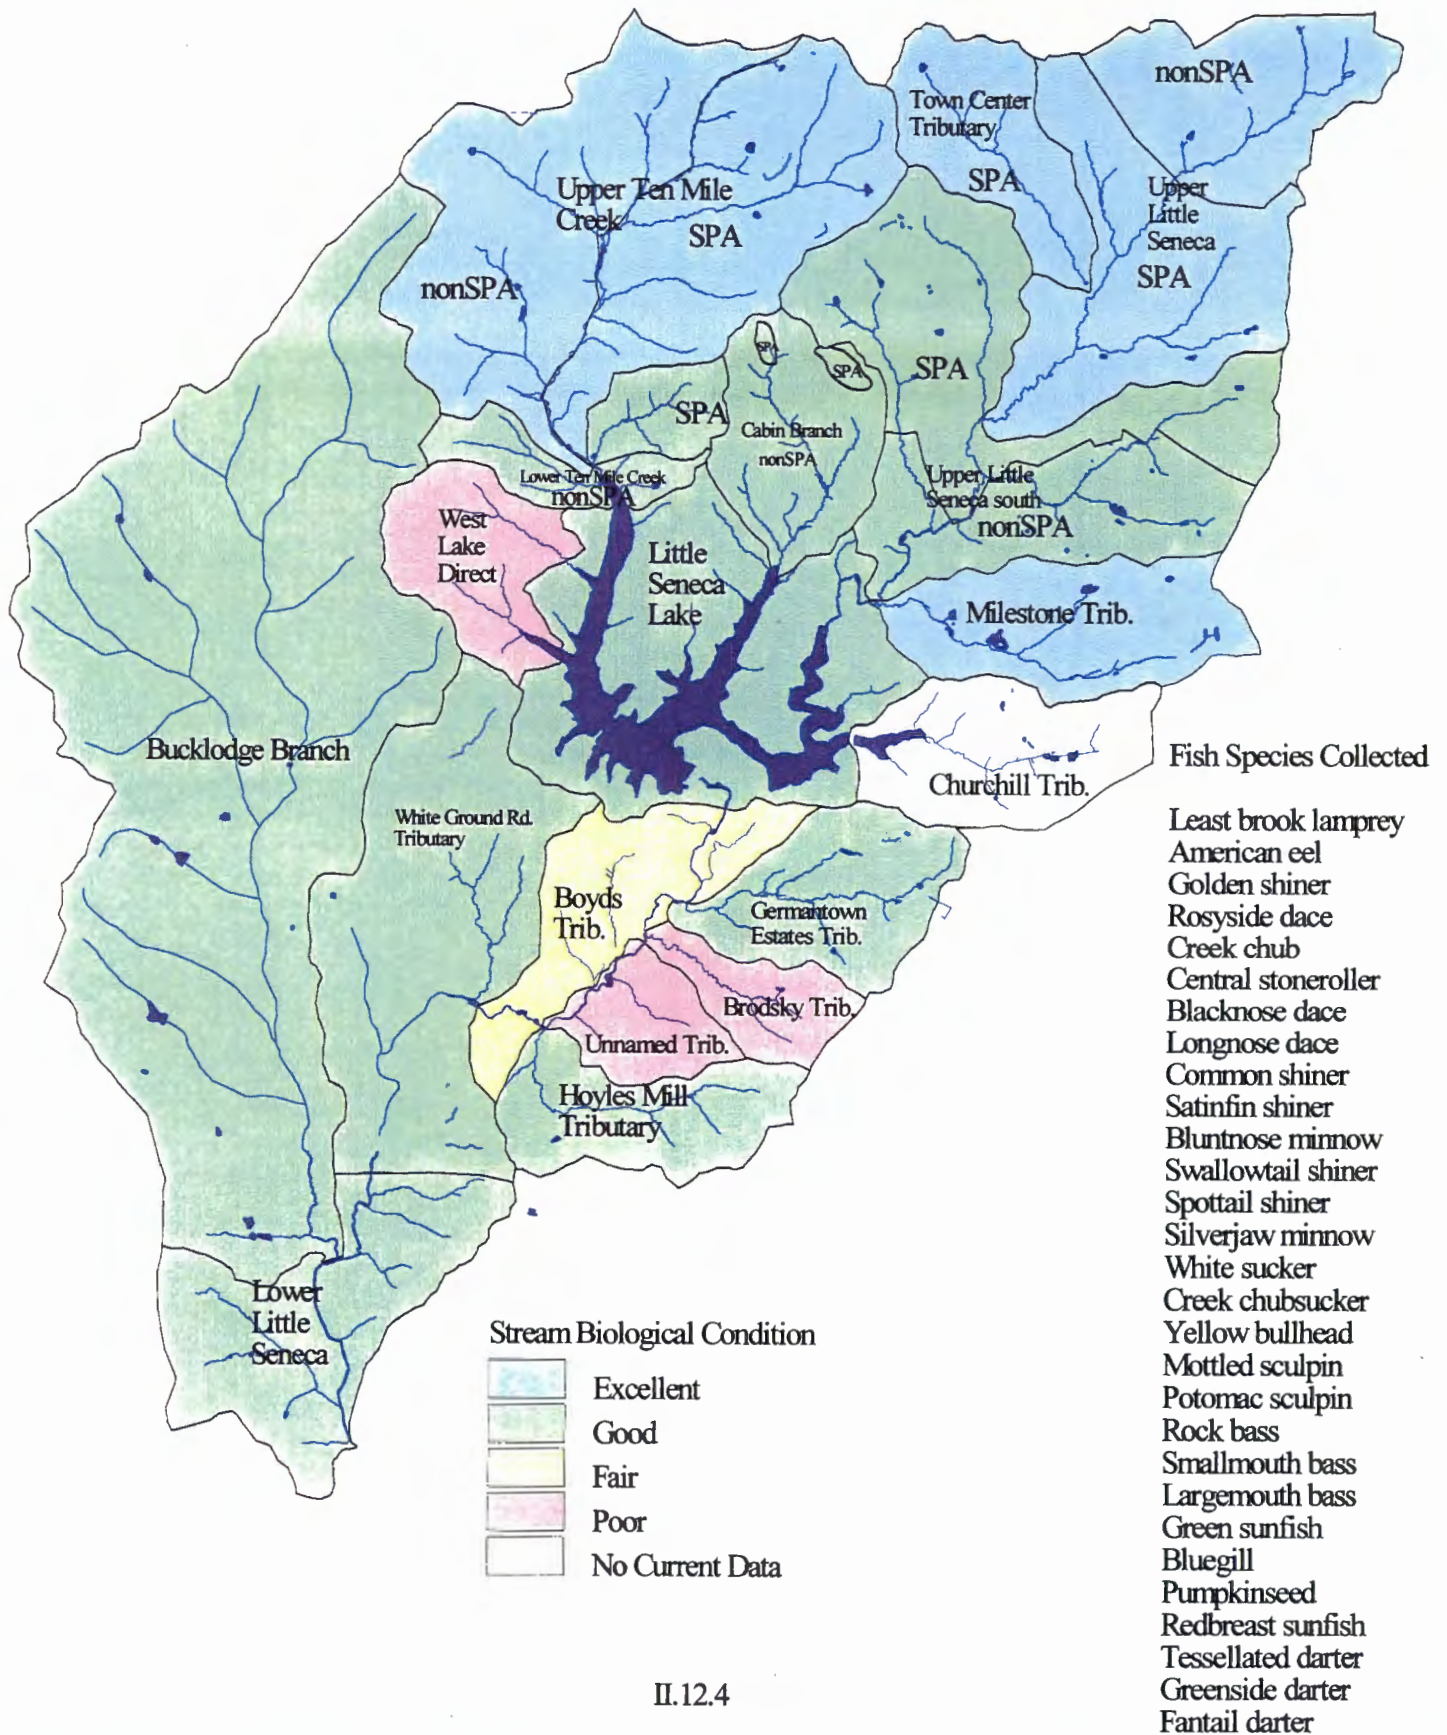 nonSPA
Town Center
Tributary
SPA
Upper Ten Mile
Creek
SPA
nonSPA
Upper
Little
Seneca
SPA
SPA
SPA
SPA
SPA
Cabin Branch
nonSPA
Lower Ten Mile Creek
nonSPA
Upper Little
Seneca south
nonSPA
West
Lake
Direct
Little
Seneca
Lake
Milestone Trib.
Bucklodge Branch
Churchill Trib.
White Ground Rd.
Tributary
Boyds
Trib.
Germantown
Estates Trib.
Brodsky Trib.
Unnamed Trib.
Hoyles Mill
Tributary
Lower
Little
Seneca
Stream Biological Condition
Excellent
Good
Fair
Poor
No Current Data
Fish Species Collected
Least brook lamprey
American eel
Golden shiner
Rosyside dace
Creek chub
Central stoneroller
Blacknose dace
Longnose dace
Common shiner
Satinfin shiner
Bluntnose minnow
Swallowtail shiner
Spottail shiner
Silverjaw minnow
White sucker
Creek chubsucker
Yellow bullhead
Mottled sculpin
Potomac sculpin
Rock bass
Smallmouth bass
Largemouth bass
Green sunfish
Bluegill
Pumpkinseed
Redbreast sunfish
Tessellated darter
Greenside darter
Fantail darter
II.12.4